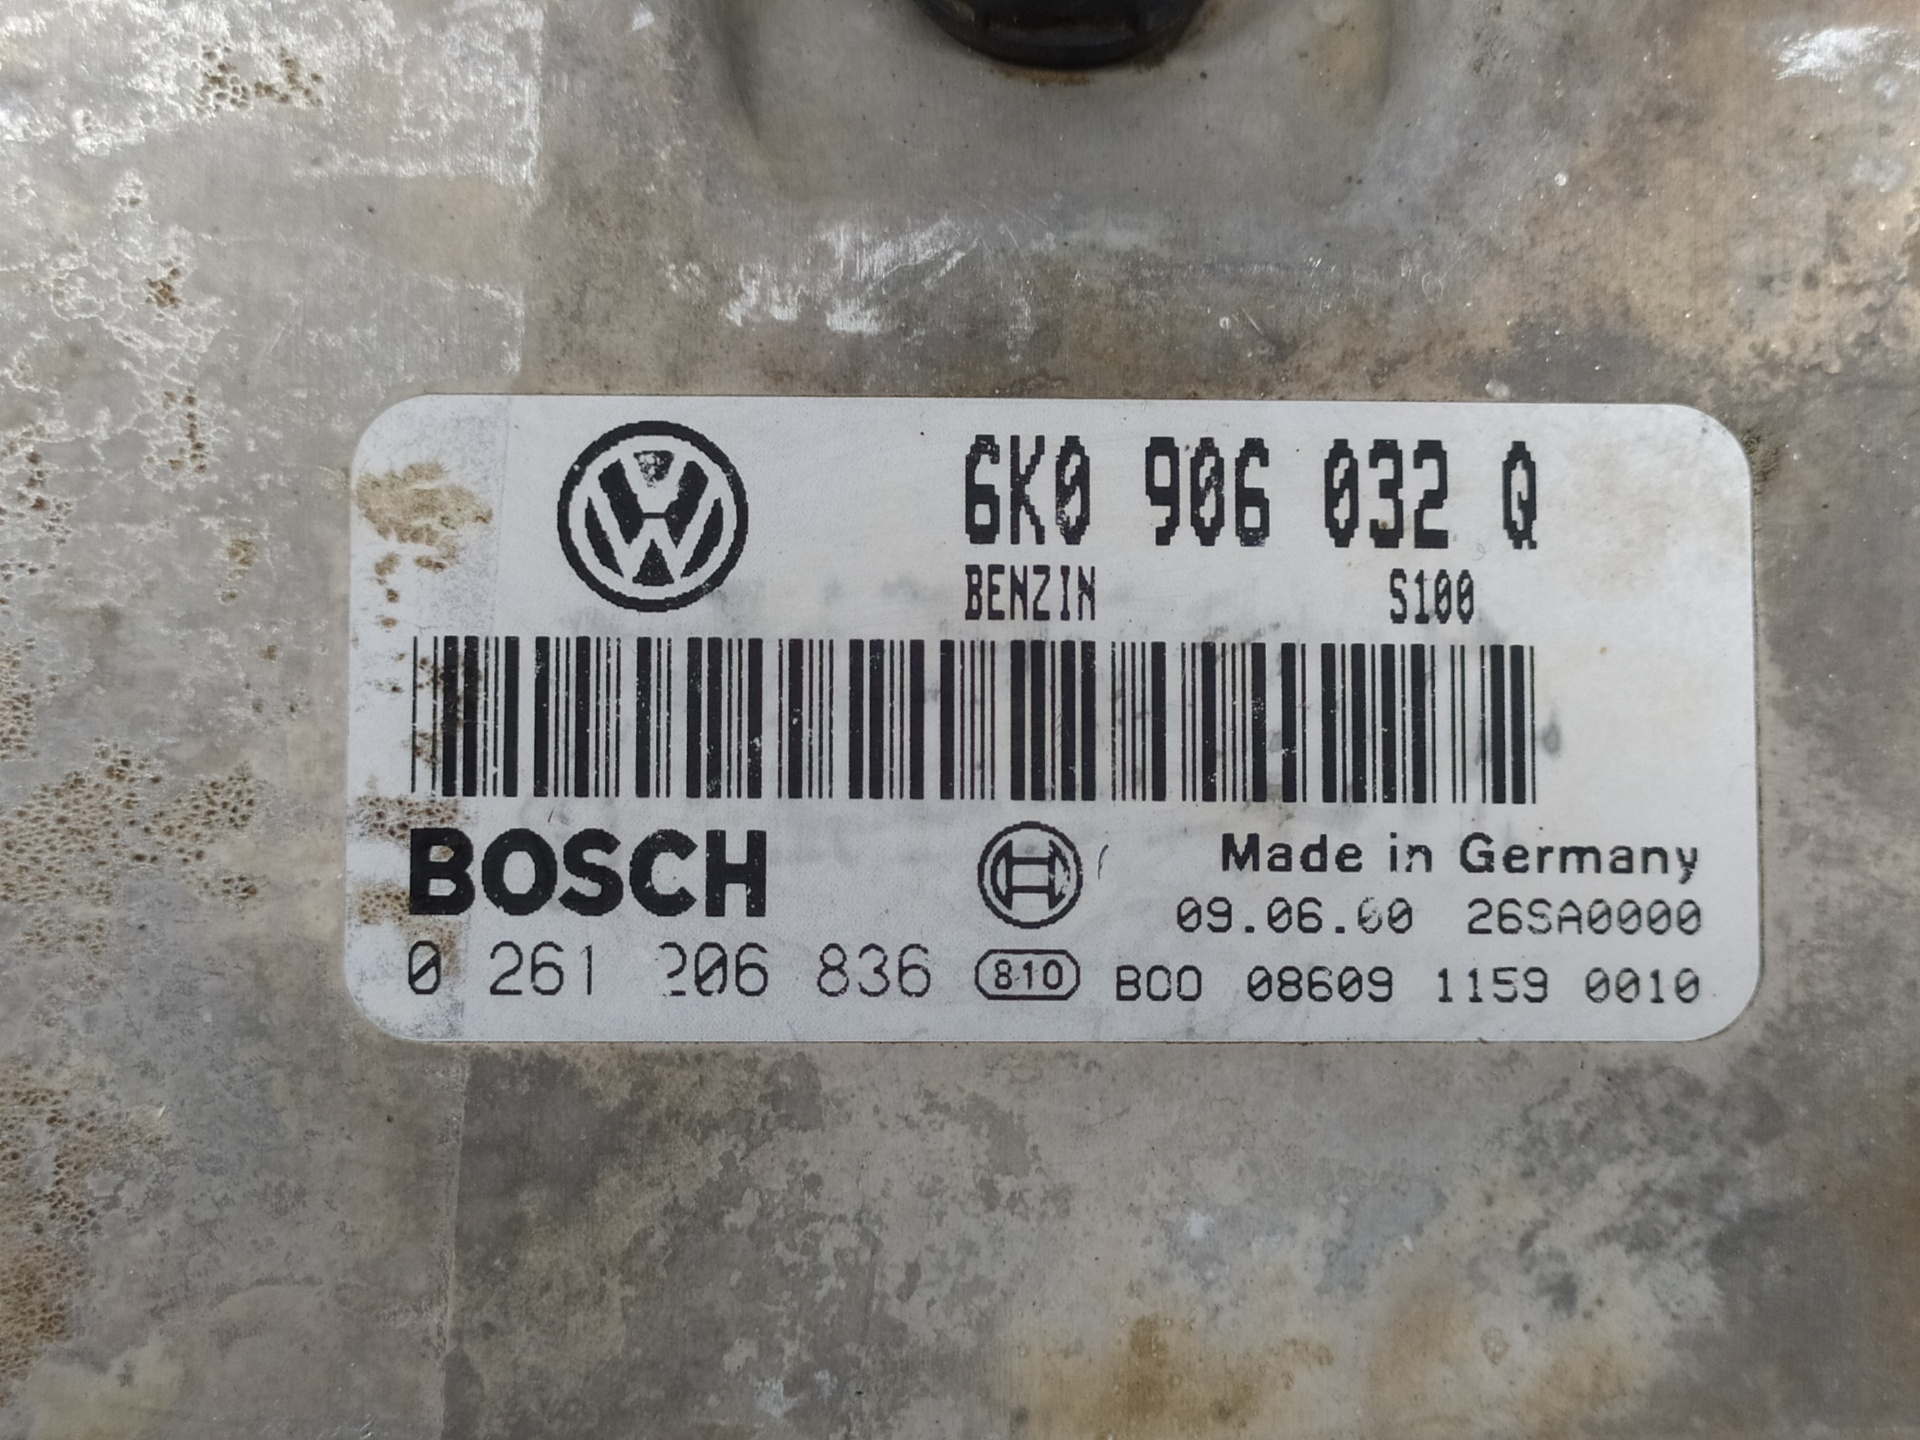 6K0 906 032 Q
BENZIN S100
BOSCH
Made in Germany
09.06.00 26SA0000
0 261 206 836 810 BCO 08609 1159 0010